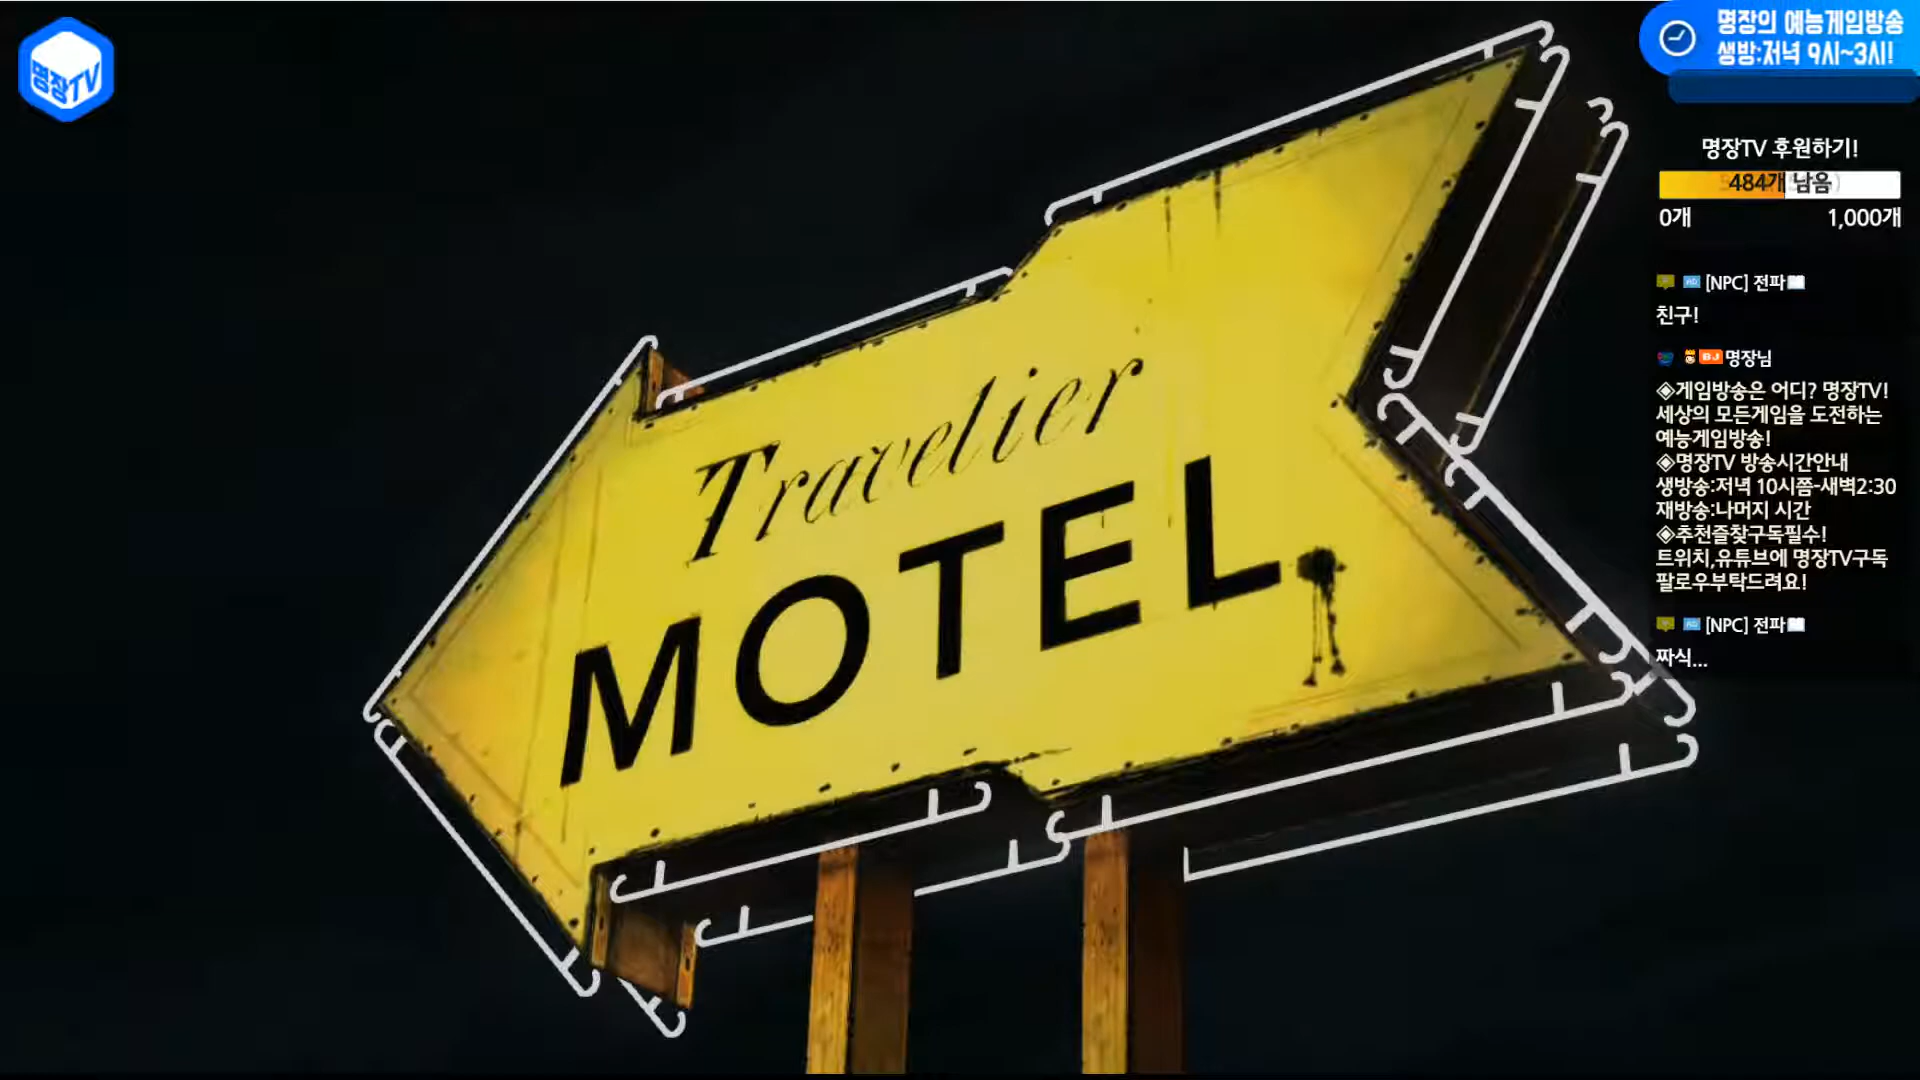 명장TV
명장의 예능게임방송
생방:저녁 9시~3시!
명장TV 후원하기!
484개 남음
0개 1,000개
[NPC] 전파
친구!
BJ 명장님
◈게임방송은 어디? 명장TV!
세상의 모든게임을 도전하는
예능게임방송!
◈명장TV 방송시간안내
생방송:저녁 10시쯤-새벽2:30
재방송:나머지 시간
◈추천즐찾구독필수!
트위치,유튜브에 명장TV구독
팔로우부탁드려요!
[NPC] 전파
짜식...
Travelier
MOTEL